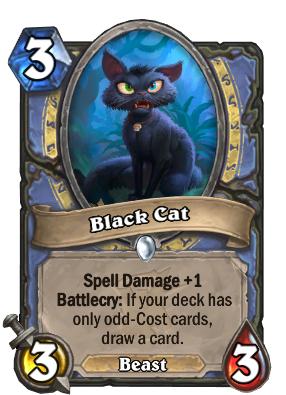 3
Black Cat
Spell Damage +1
Battlecry: If your deck has
only odd-Cost cards,
draw a card.
3
Beast
3